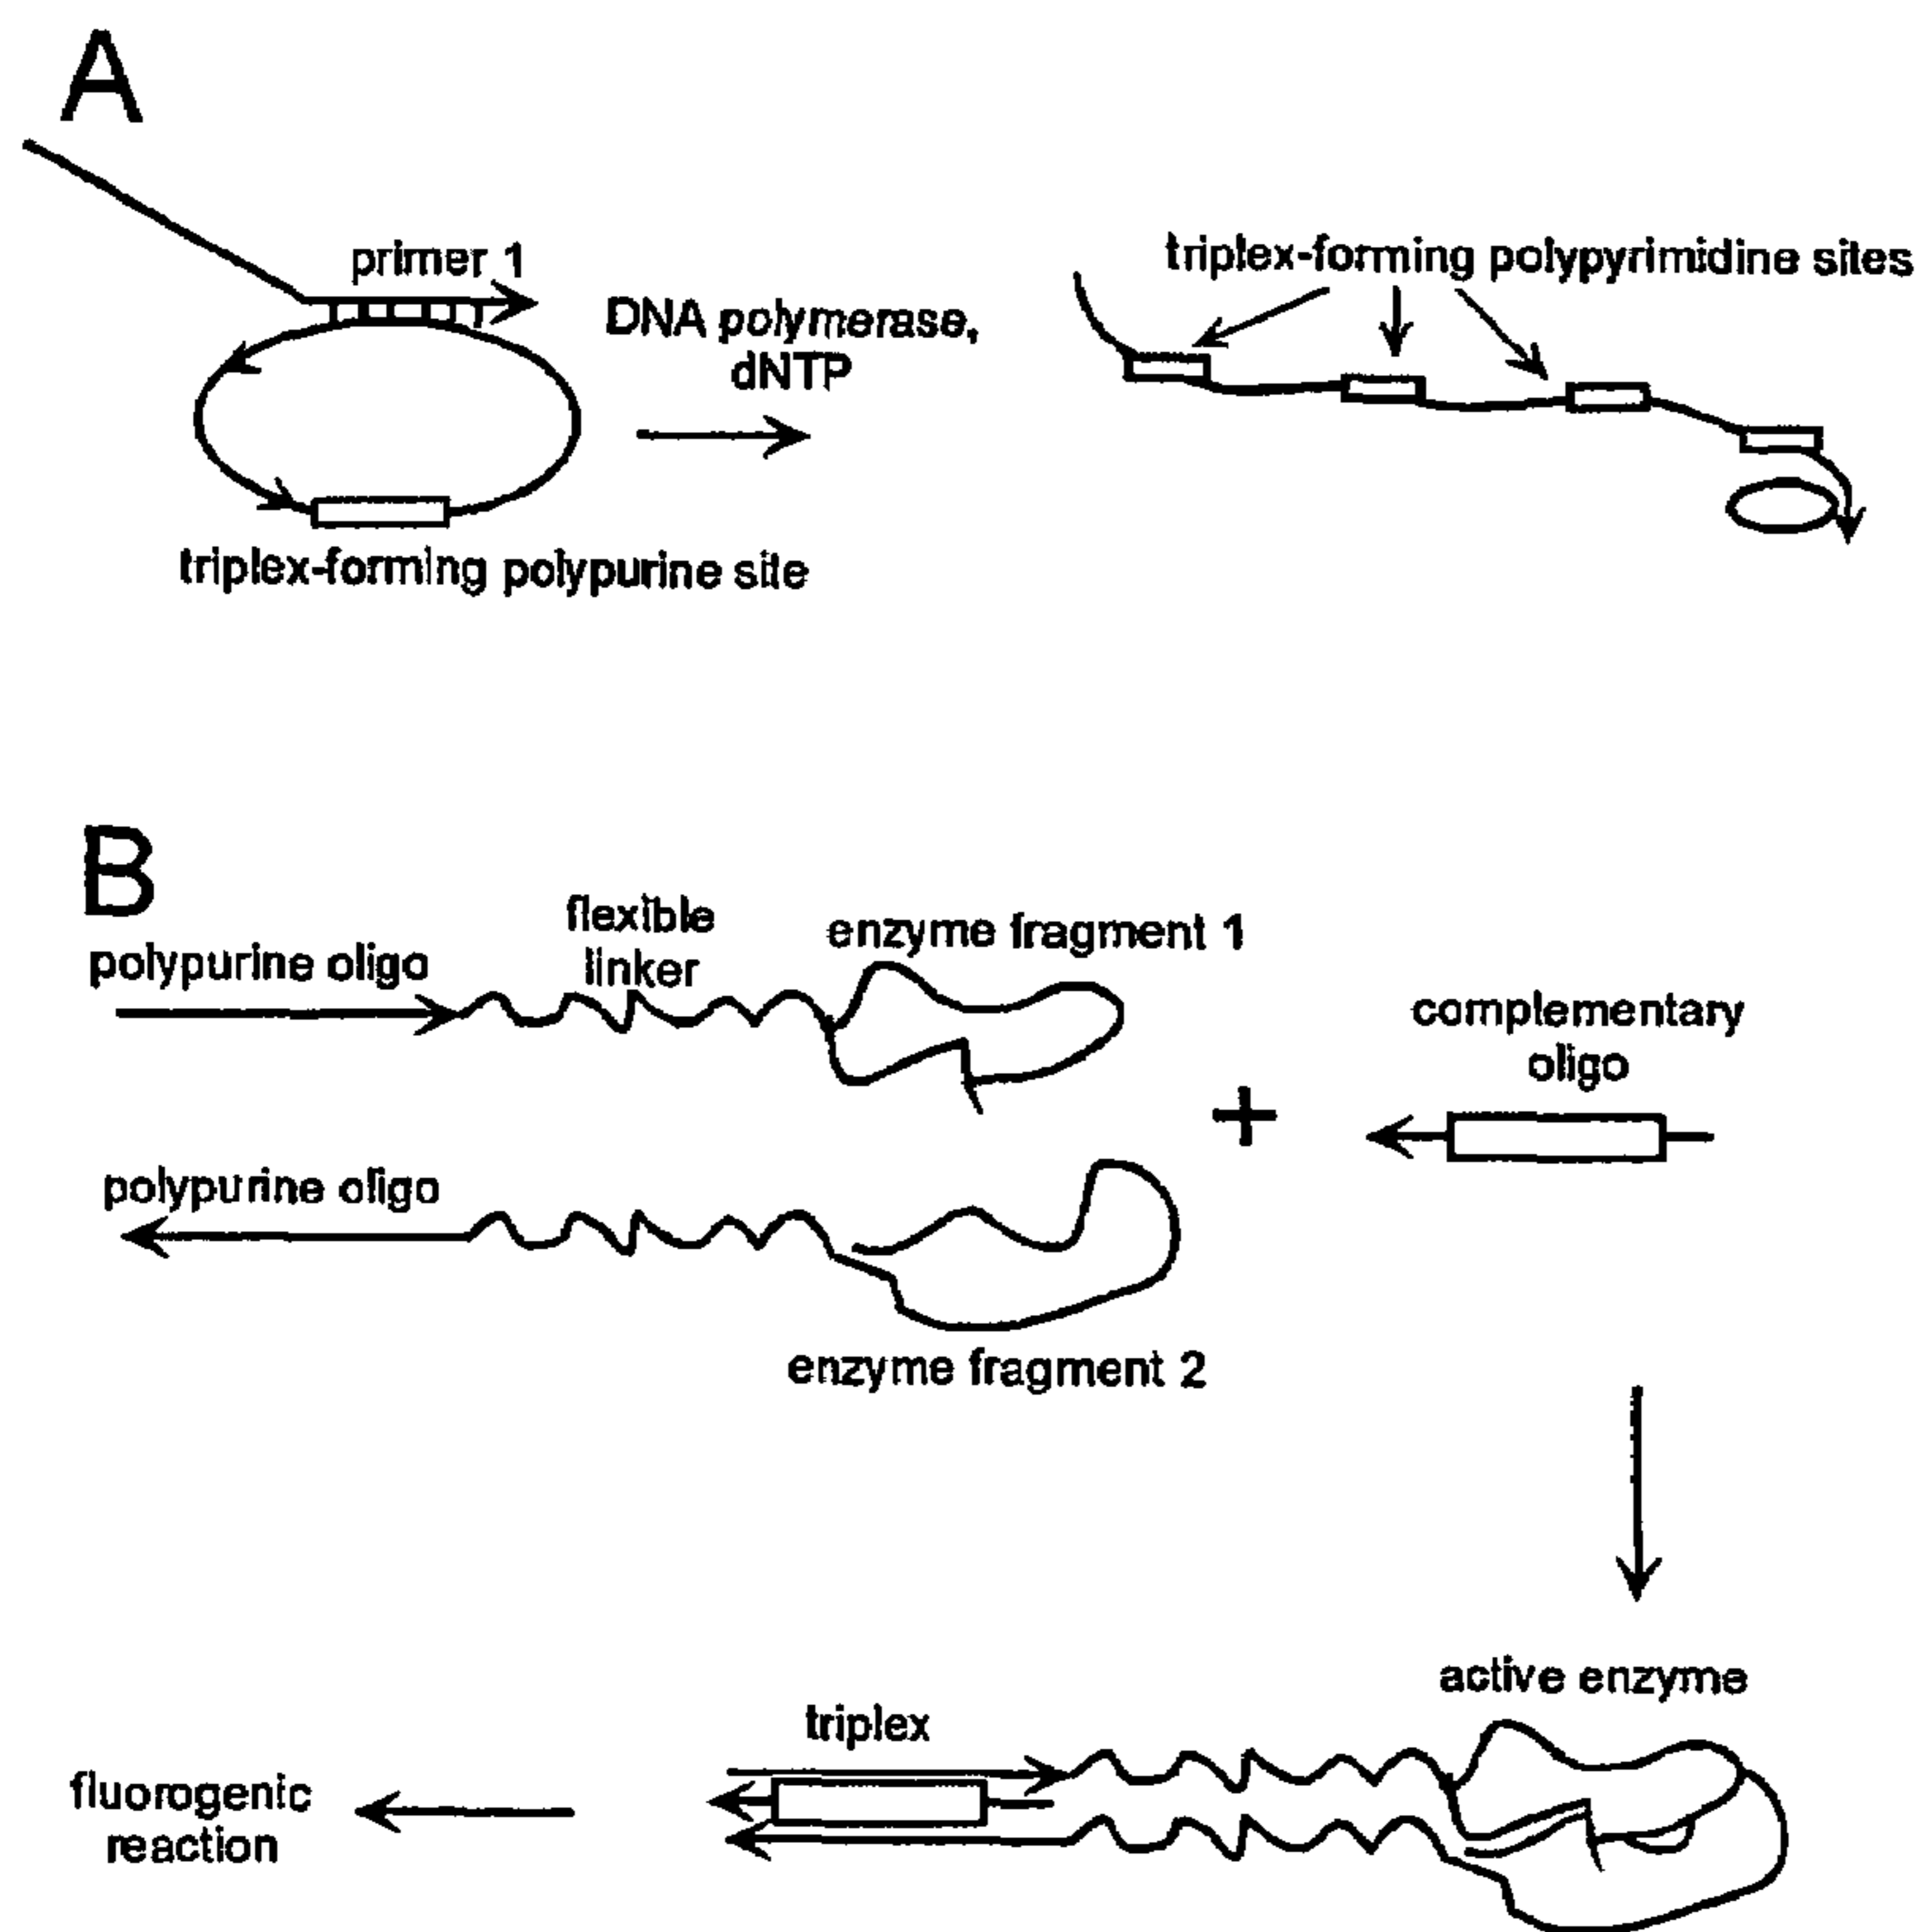 A
primer 1
DNA polymerase,
dNTP
triplex-forming polypyrimidine sites
triplex-forming polypurine site
B
polypurine oligo
flexible
linker
enzyme fragment 1
complementary
oligo
+
polypurine oligo
enzyme fragment 2
active enzyme
triplex
fluorogenic
reaction